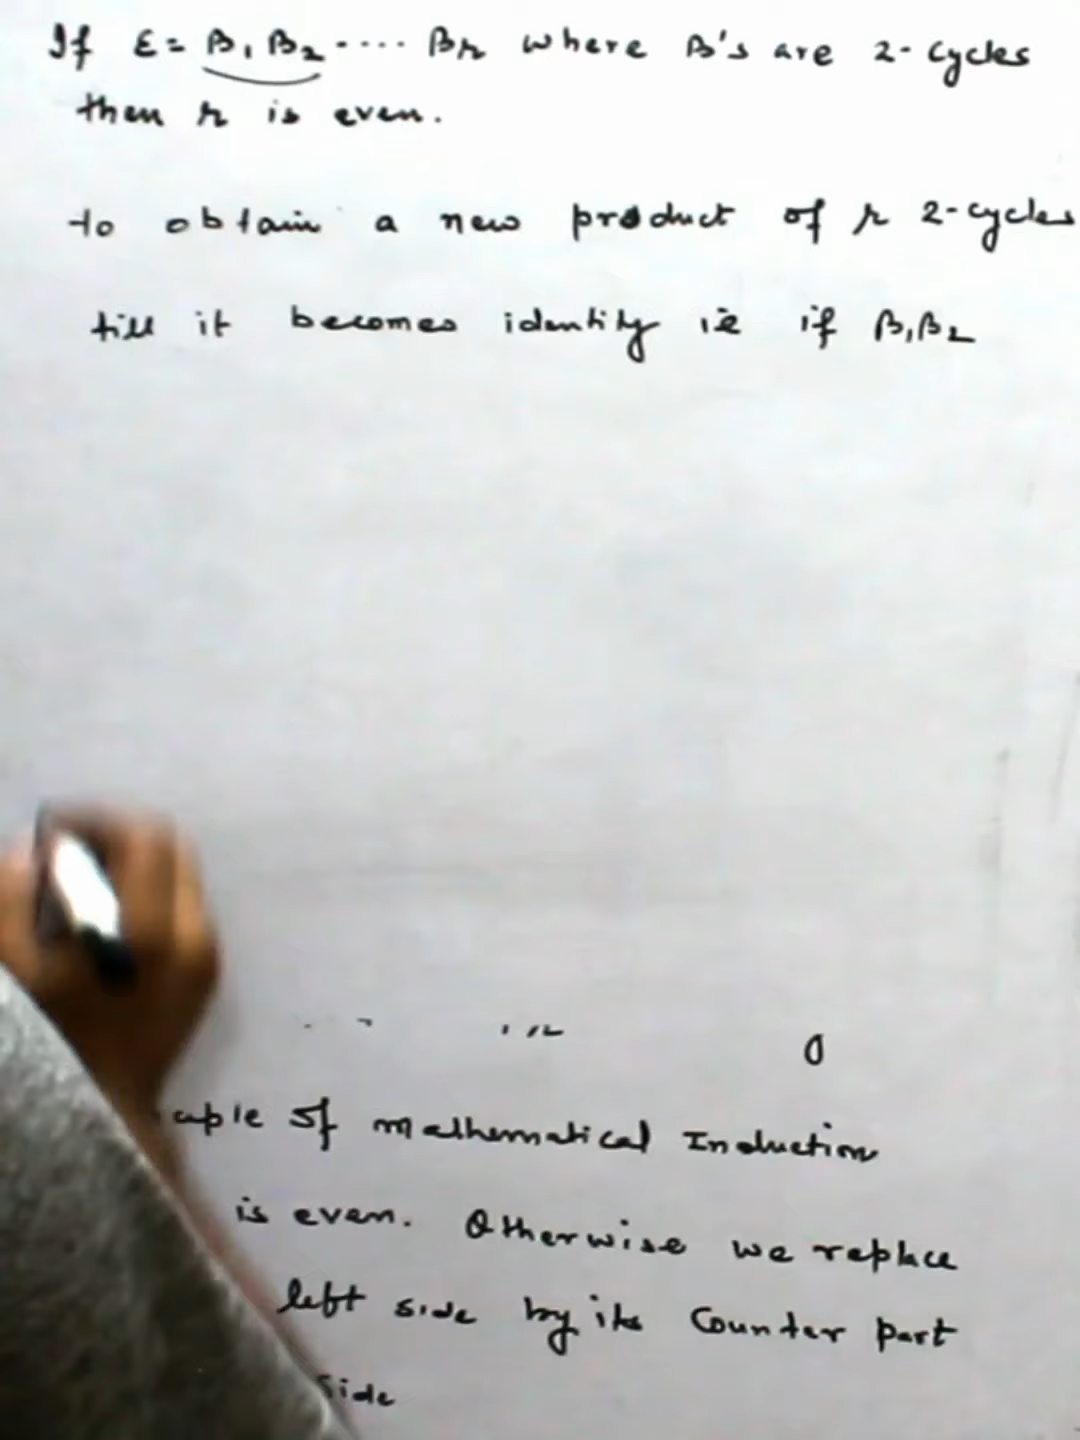 If ε = β₁ β₂ ---- βr where β's are 2-cycles
then r is even.
to obtain a new product of r 2-cycles
till it becomes identity ie if β₁β₂
of mathematical Induction
is even. Otherwise we replace
left side by its Counter part
side